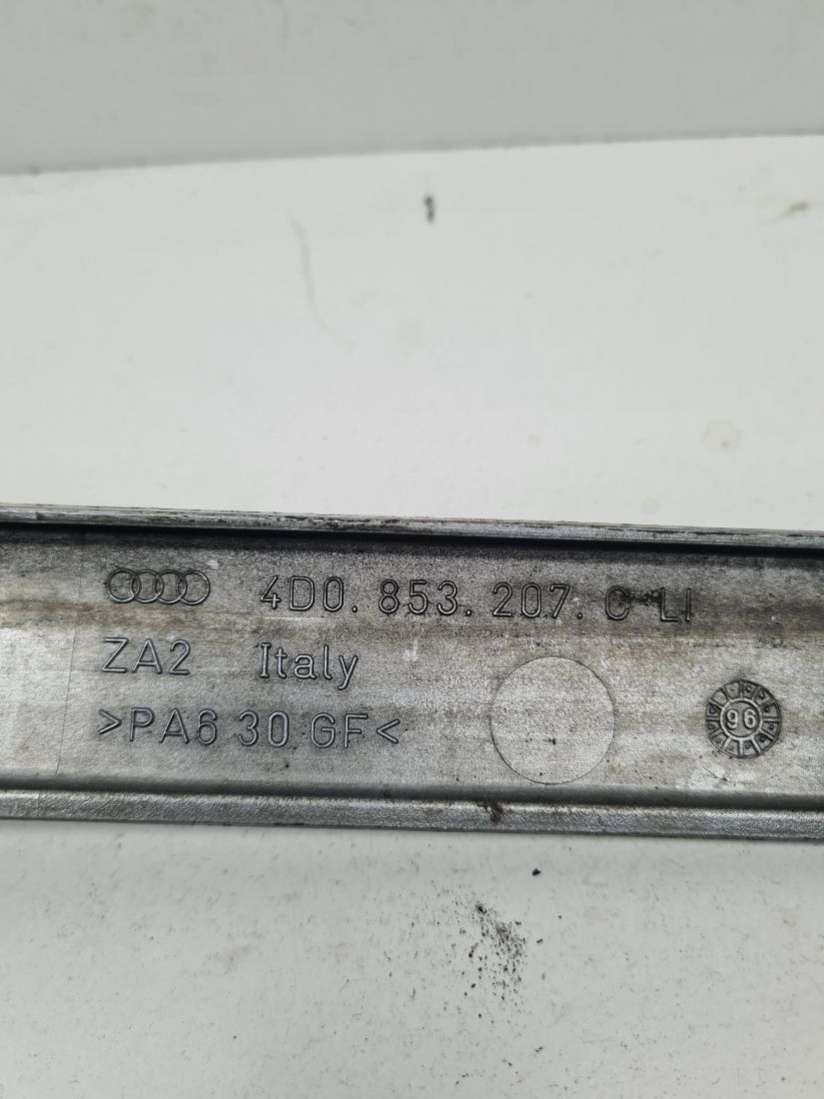 4D0. 853. 207. C LI
ZA2 Italy
>PA6 30 GF<
96